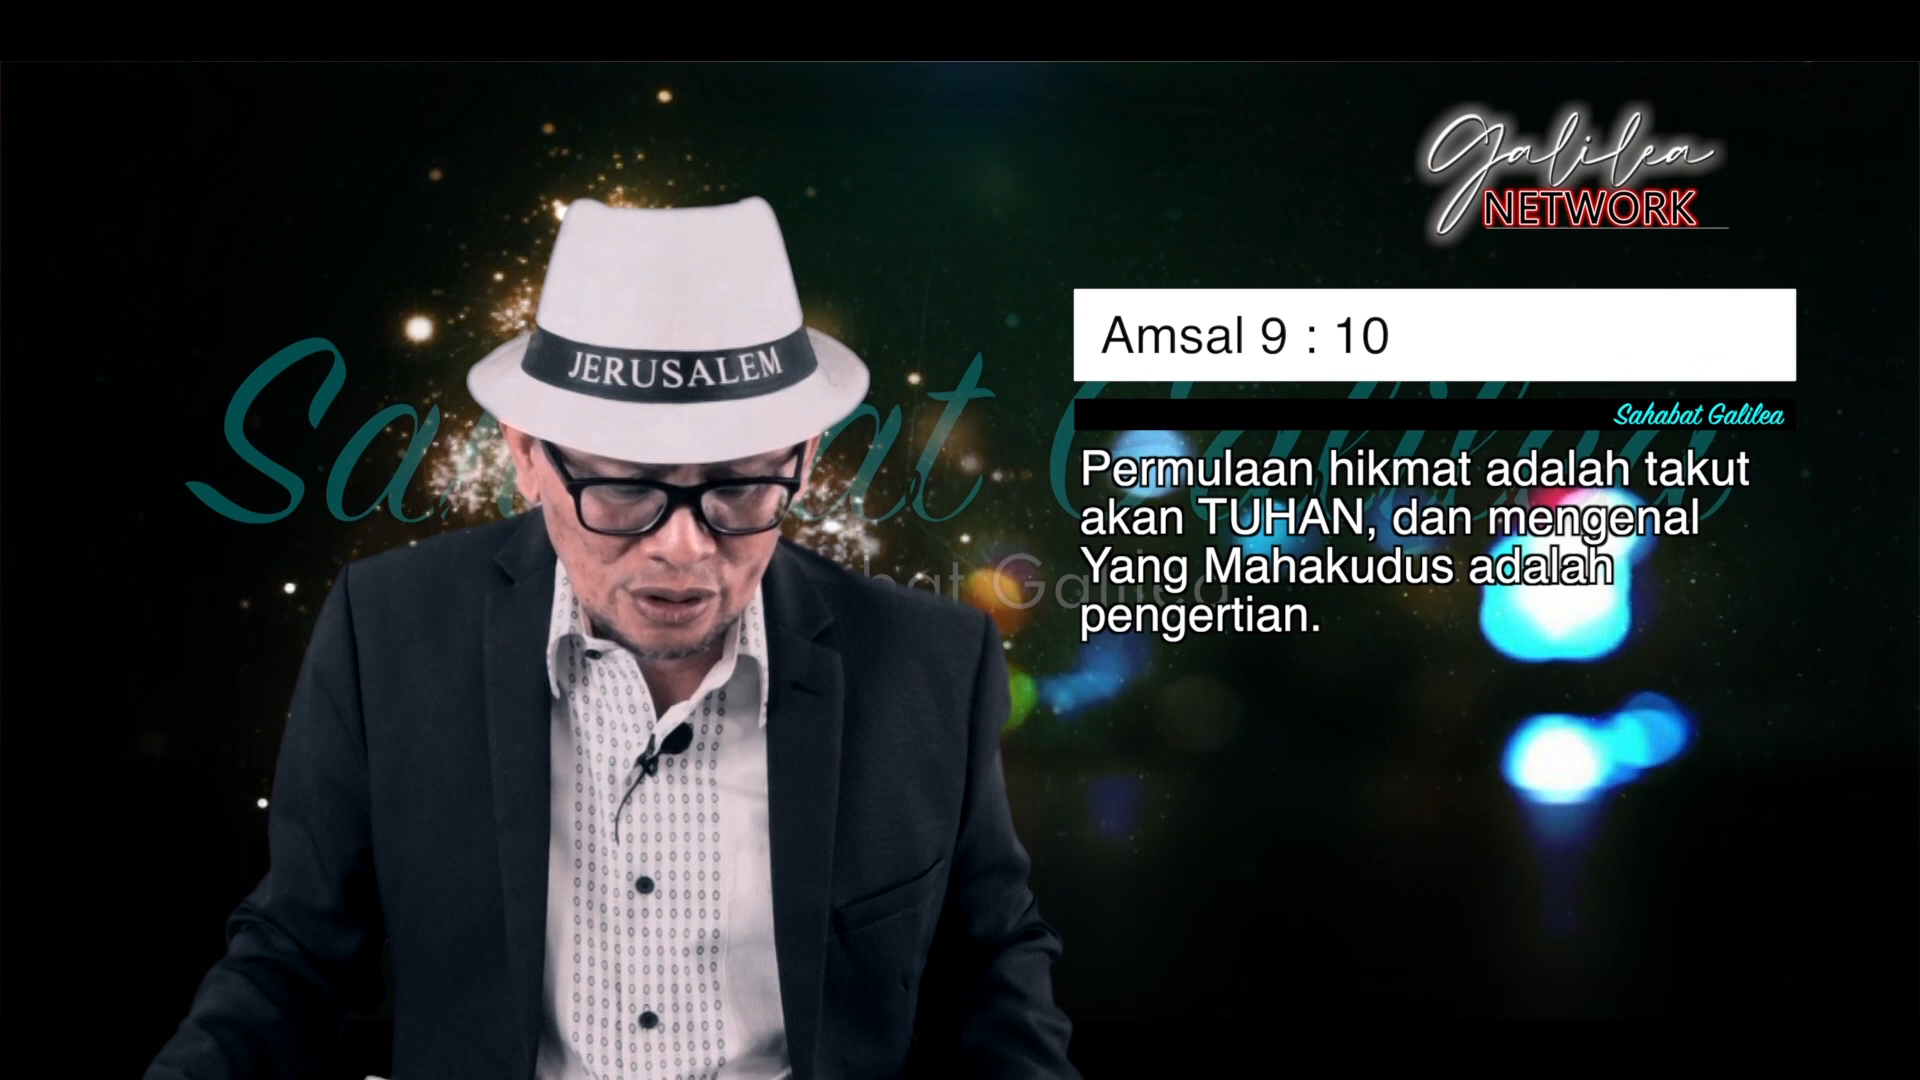 Galilea
NETWORK
JERUSALEM
Amsal 9 : 10
Sahabat Galilea
Permulaan hikmat adalah takut
akan TUHAN, dan mengenal
Yang Mahakudus adalah
pengertian.